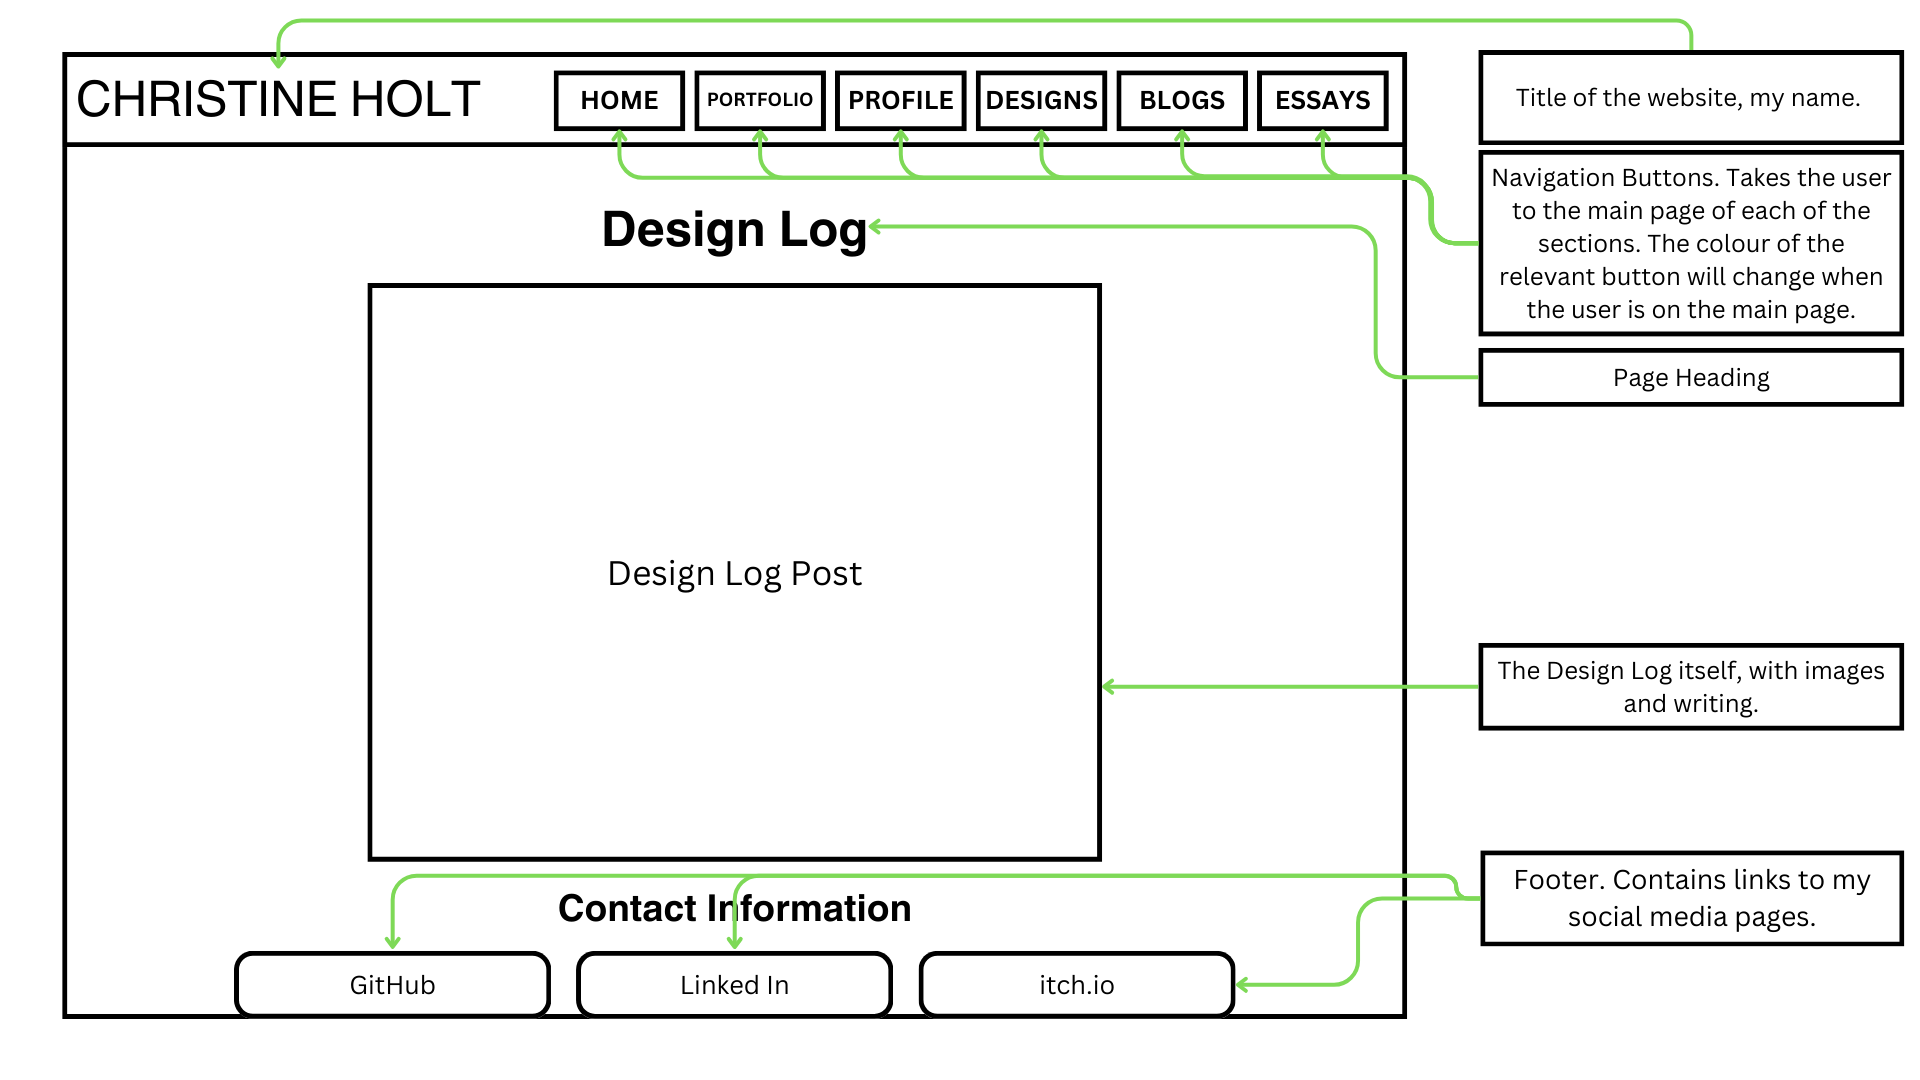 CHRISTINE HOLT
HOME
PORTFOLIO
PROFILE
DESIGNS
BLOGS
ESSAYS
Title of the website, my name.
Navigation Buttons. Takes the user
to the main page of each of the
sections. The colour of the
relevant button will change when
the user is on the main page.
Design Log
Page Heading
Design Log Post
The Design Log itself, with images
and writing.
Contact Information
Footer. Contains links to my
social media pages.
GitHub
Linked In
itch.io